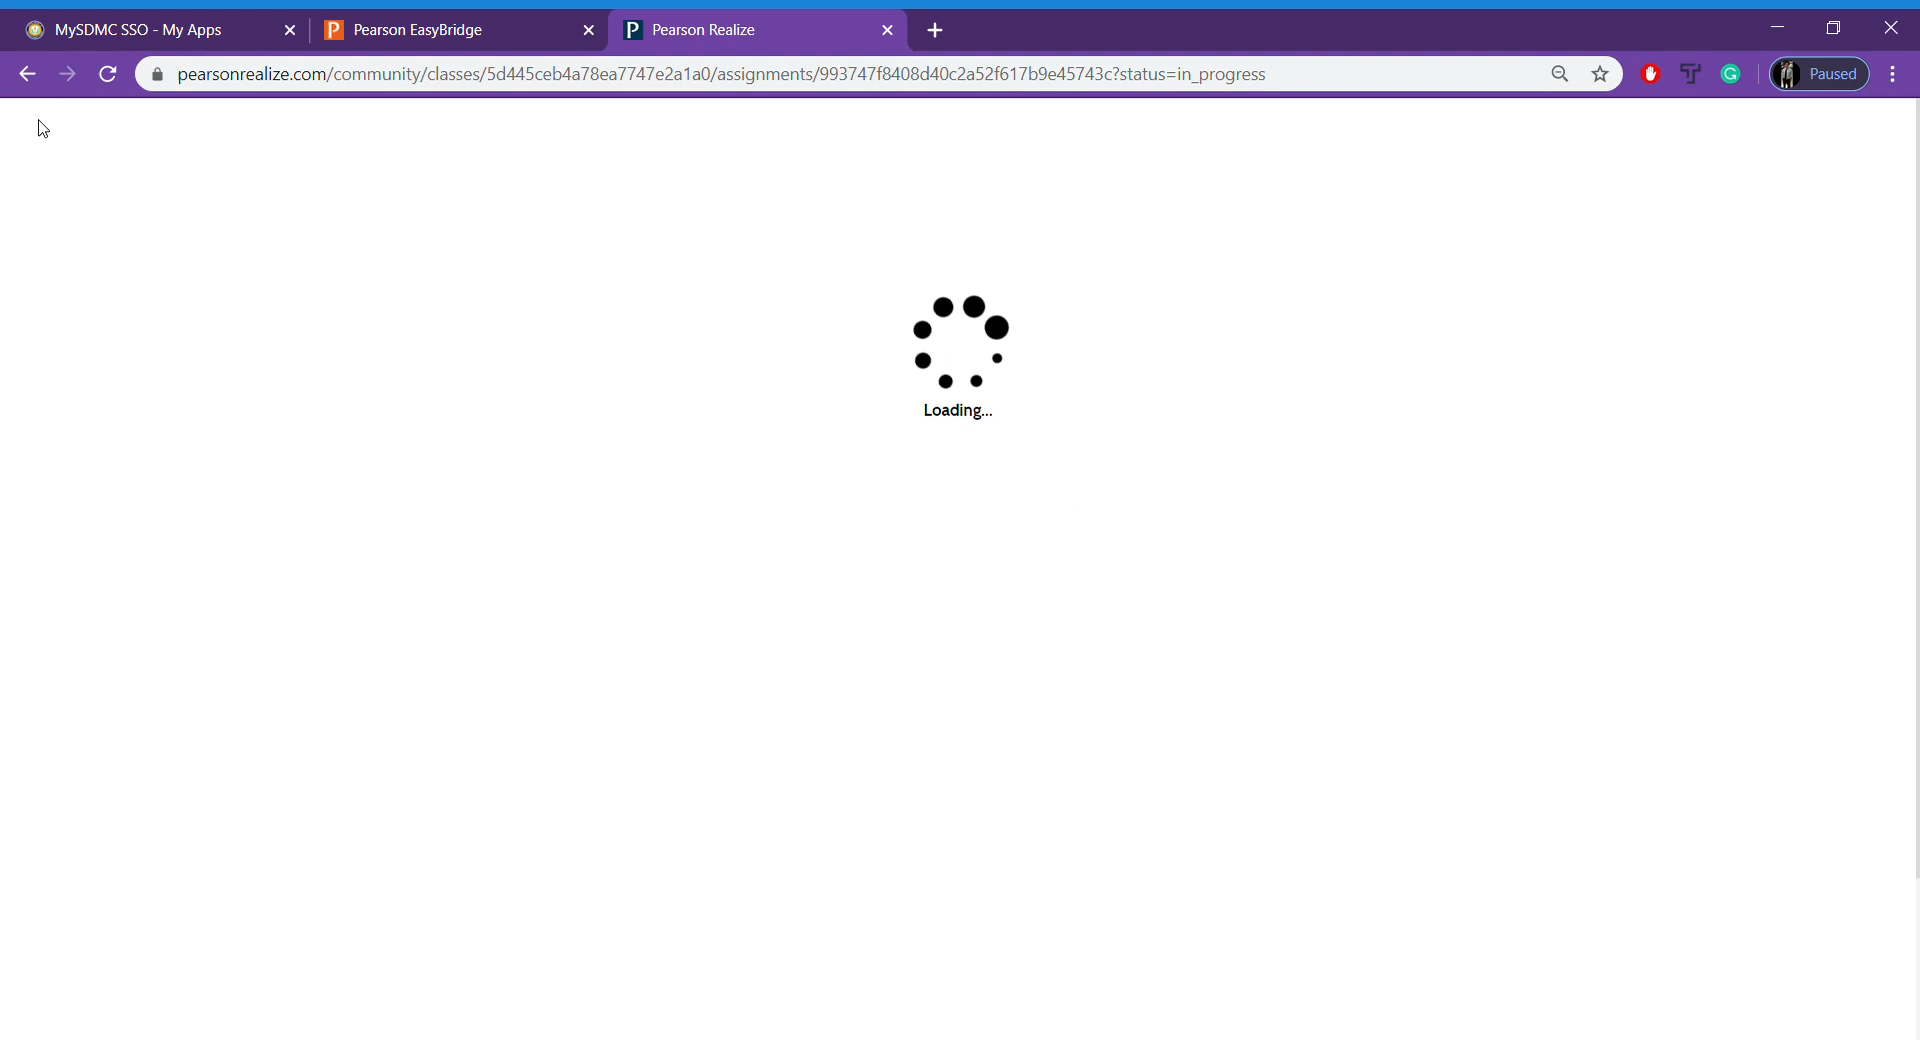 MySDMC SSO - My Apps
Pearson EasyBridge
Pearson Realize
pearsonrealize.com/community/classes/5d445ceb4a78ea7747e2a1a0/assignments/993747f8408d40c2a52f617b9e45743c?status=in_progress
Paused
Loading...